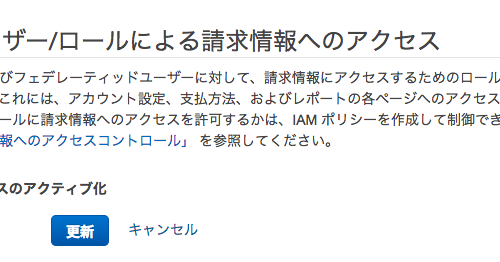 ザー/ロールによる請求情報へのアクセス
びフェデレーティッドユーザーに対して、請求情報にアクセスするためのロール
これには、アカウント設定、支払方法、およびレポートの各ページへのアクセス
ールに請求情報へのアクセスを許可するかは、IAM ポリシーを作成して制御でき
報へのアクセスコントロール」 を参照してください。
スのアクティブ化
更新 キャンセル